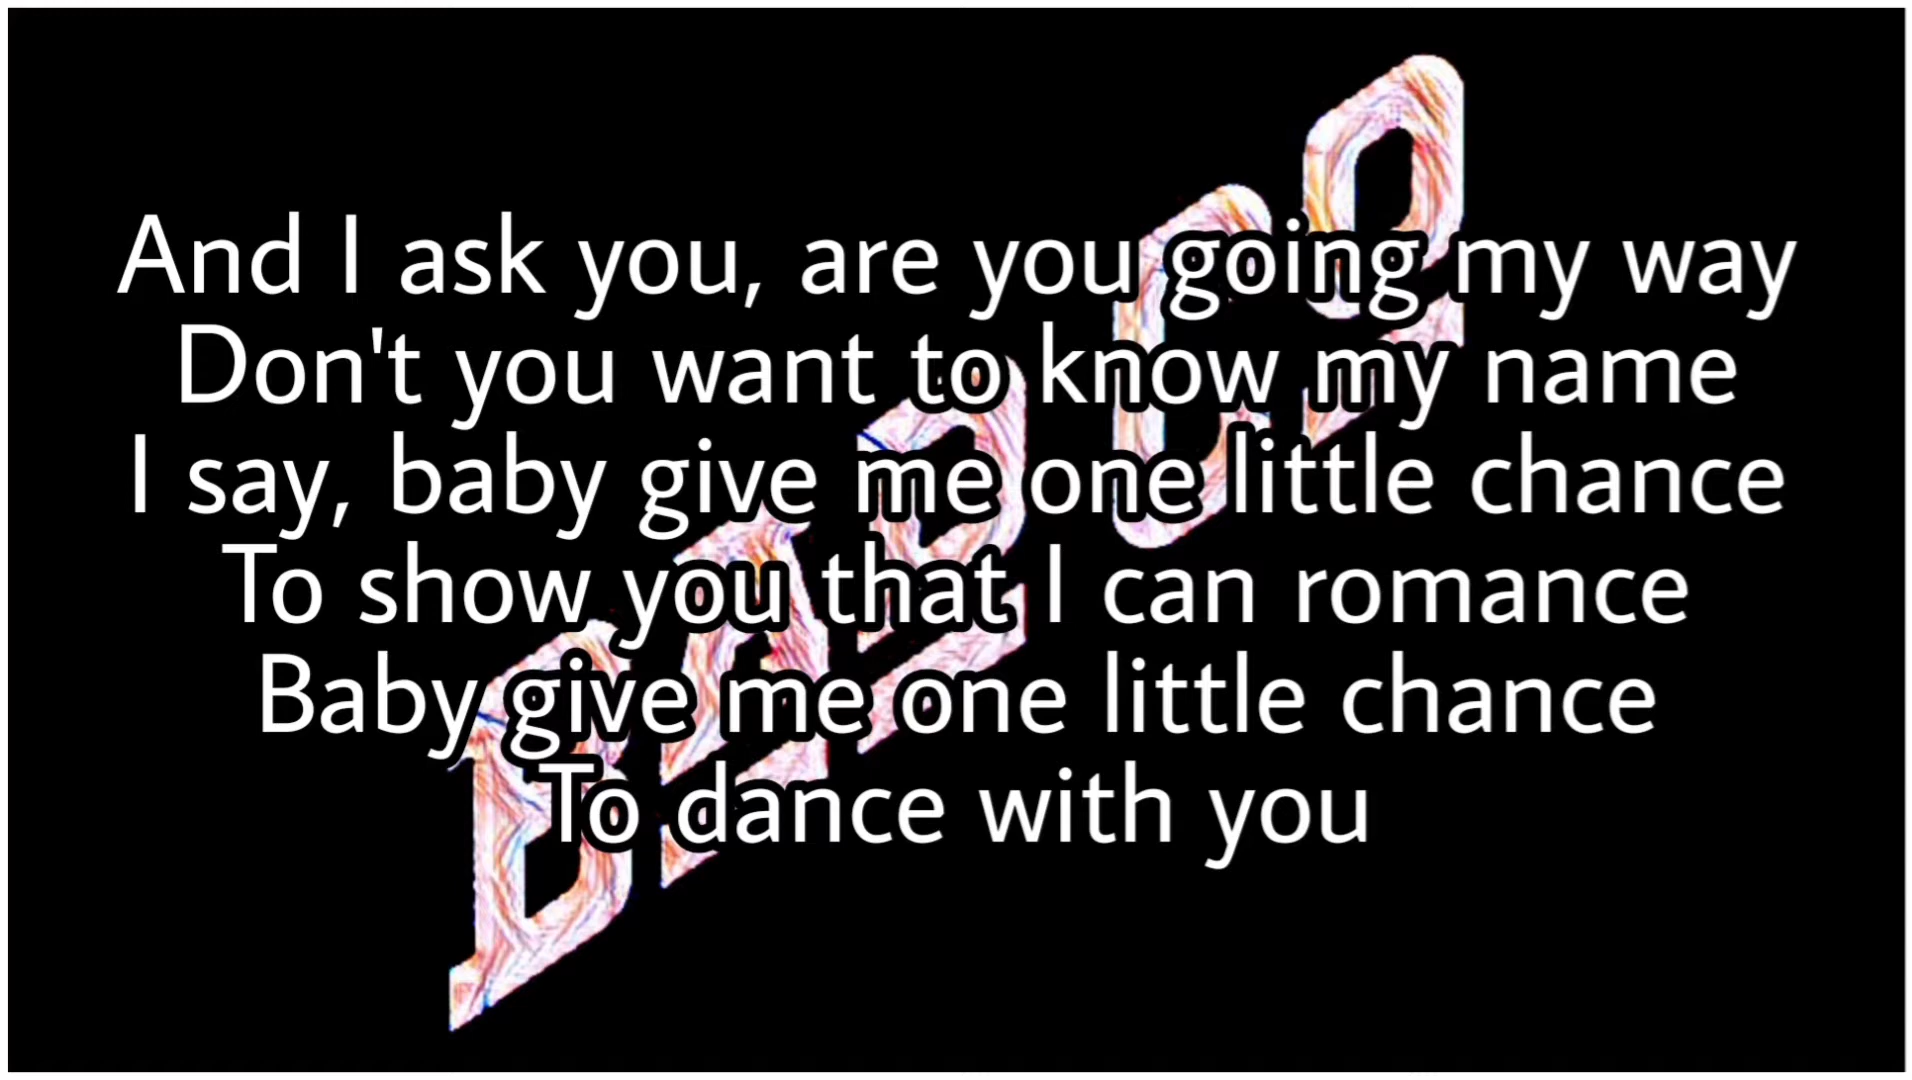 And I ask you, are you going my way
Don't you want to know my name
I say, baby give me one little chance
To show you that I can romance
Baby give me one little chance
To dance with you
BAD CO